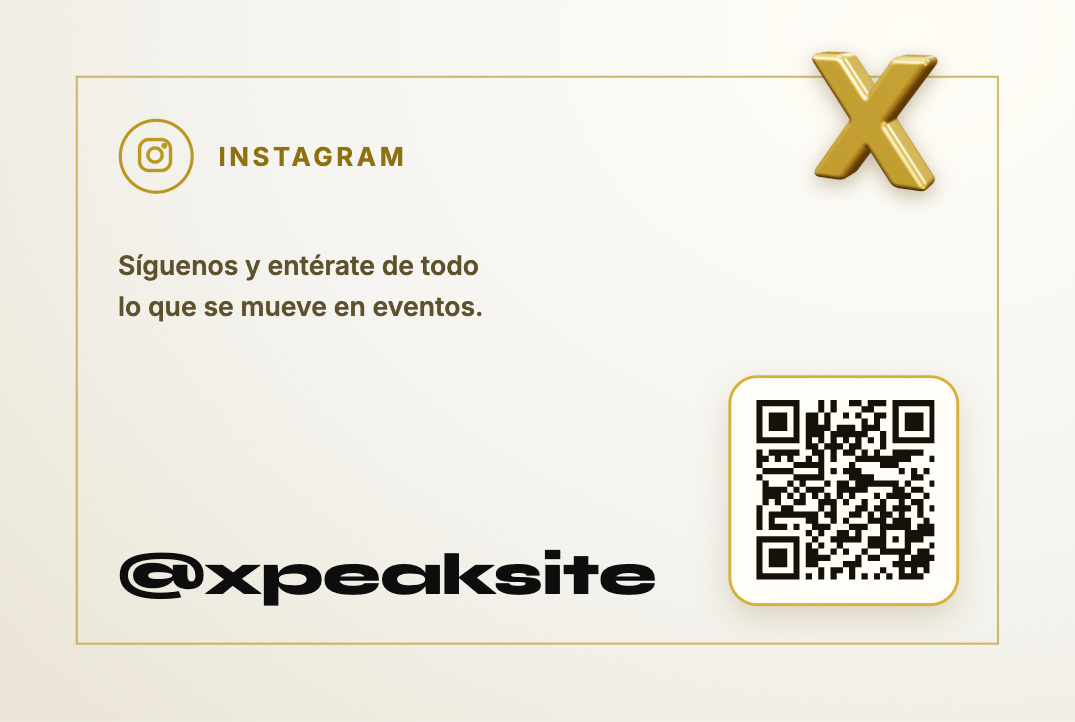 X
INSTAGRAM
Síguenos y entérate de todo
lo que se mueve en eventos.
@xpeaksite